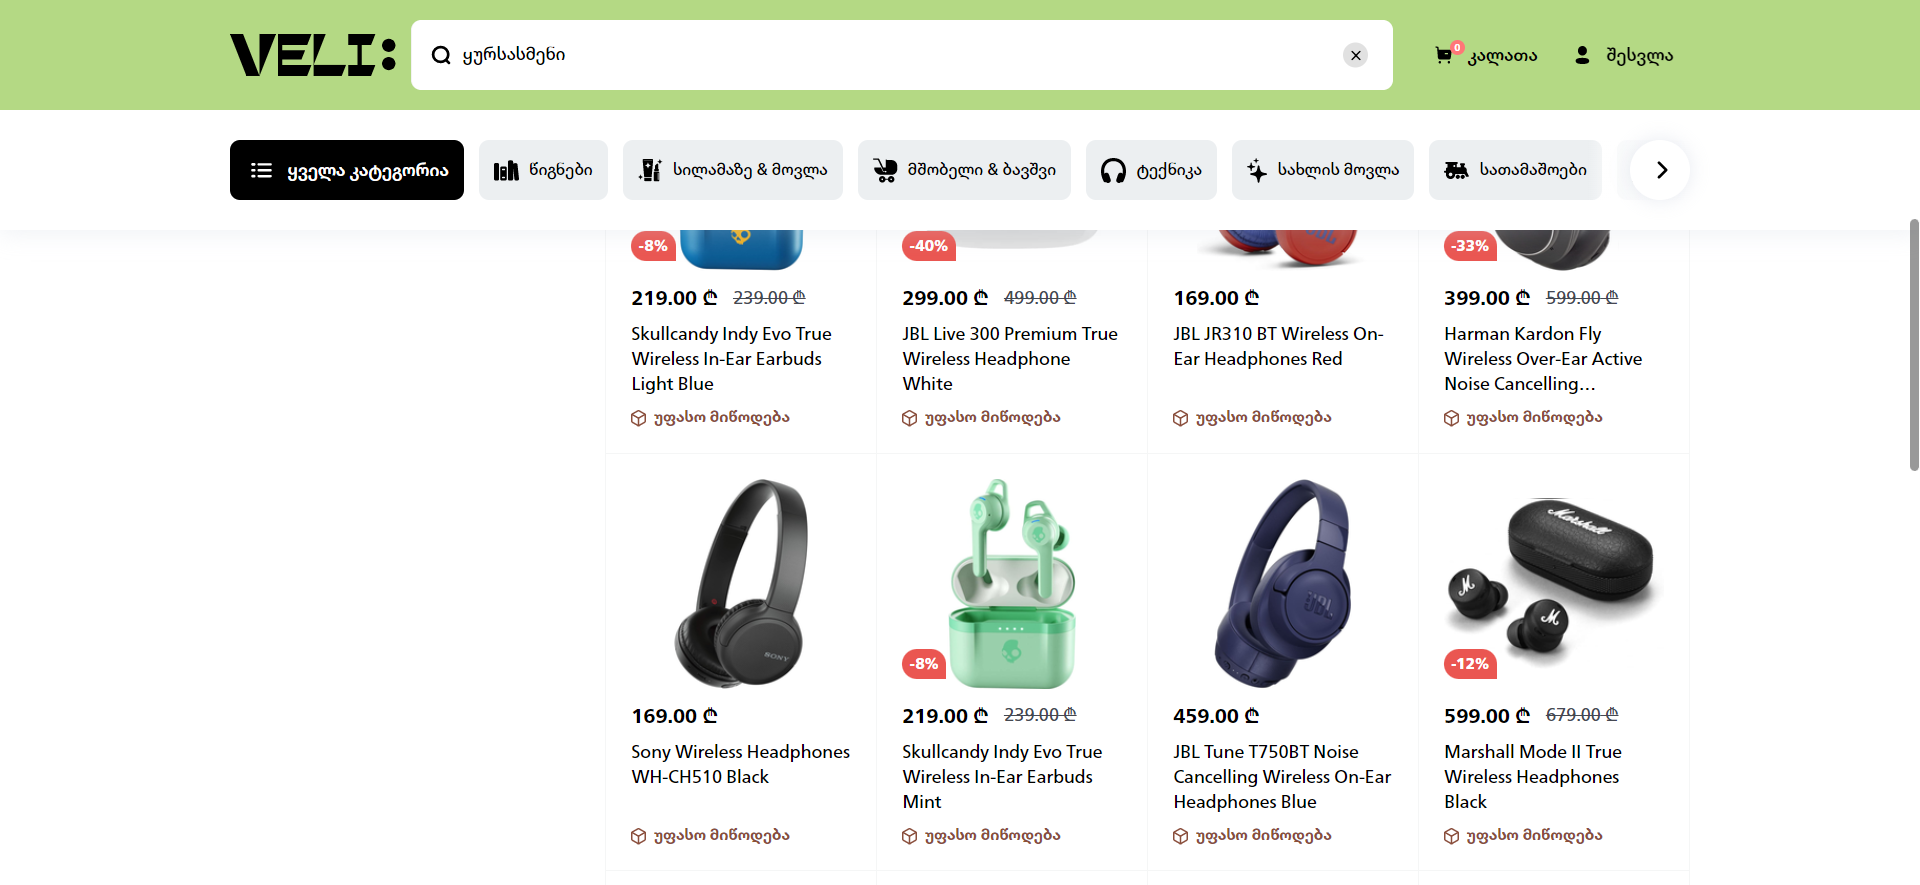 VELI:
ყურსასმენი
0
კალათა
შესვლა
ყველა კატეგორია
წიგნები
სილამაზე & მოვლა
მშობელი & ბავშვი
ტექნიკა
სახლის მოვლა
სათამაშოები
-8%
-40%
-33%
219.00 ₾ 239.00 ₾
Skullcandy Indy Evo True
Wireless In-Ear Earbuds
Light Blue
უფასო მიწოდება
299.00 ₾ 499.00 ₾
JBL Live 300 Premium True
Wireless Headphone
White
უფასო მიწოდება
169.00 ₾
JBL JR310 BT Wireless On-
Ear Headphones Red
უფასო მიწოდება
399.00 ₾ 599.00 ₾
Harman Kardon Fly
Wireless Over-Ear Active
Noise Cancelling...
უფასო მიწოდება
SONY
169.00 ₾
Sony Wireless Headphones
WH-CH510 Black
უფასო მიწოდება
-8%
219.00 ₾ 239.00 ₾
Skullcandy Indy Evo True
Wireless In-Ear Earbuds
Mint
უფასო მიწოდება
JBL
459.00 ₾
JBL Tune T750BT Noise
Cancelling Wireless On-Ear
Headphones Blue
უფასო მიწოდება
Marshall
M
M
-12%
599.00 ₾ 679.00 ₾
Marshall Mode II True
Wireless Headphones
Black
უფასო მიწოდება